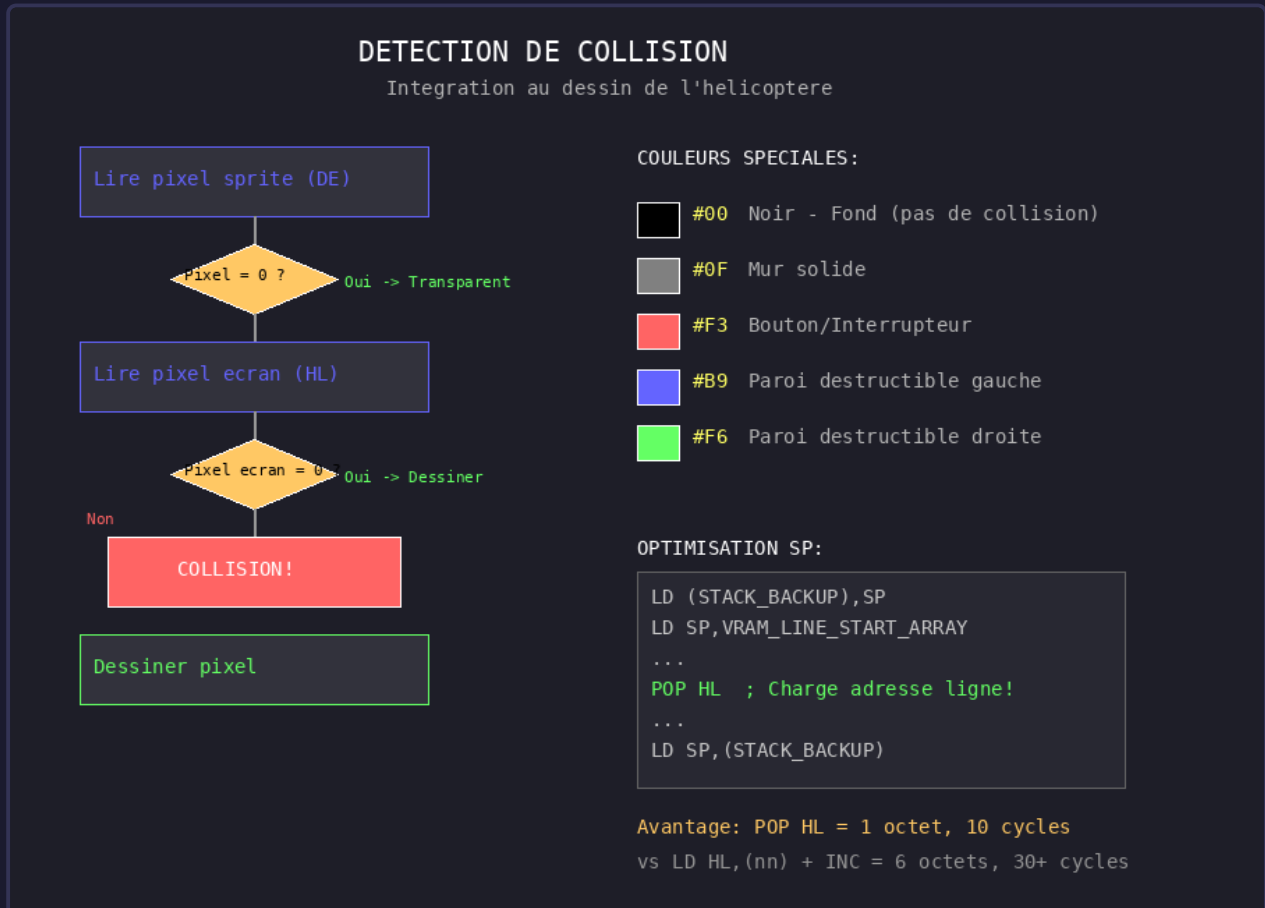 DETECTION DE COLLISION
Integration au dessin de l'helicoptere
Lire pixel sprite (DE)
Pixel = 0 ?
Oui -> Transparent
Lire pixel ecran (HL)
Pixel ecran = 0 ?
Oui -> Dessiner
Non
COLLISION!
Dessiner pixel
COULEURS SPECIALES:
#00 Noir - Fond (pas de collision)
#0F Mur solide
#F3 Bouton/Interrupteur
#B9 Paroi destructible gauche
#F6 Paroi destructible droite
OPTIMISATION SP:
LD (STACK_BACKUP),SP
LD SP,VRAM_LINE_START_ARRAY
...
POP HL  ; Charge adresse ligne!
...
LD SP,(STACK_BACKUP)
Avantage: POP HL = 1 octet, 10 cycles
vs LD HL,(nn) + INC = 6 octets, 30+ cycles